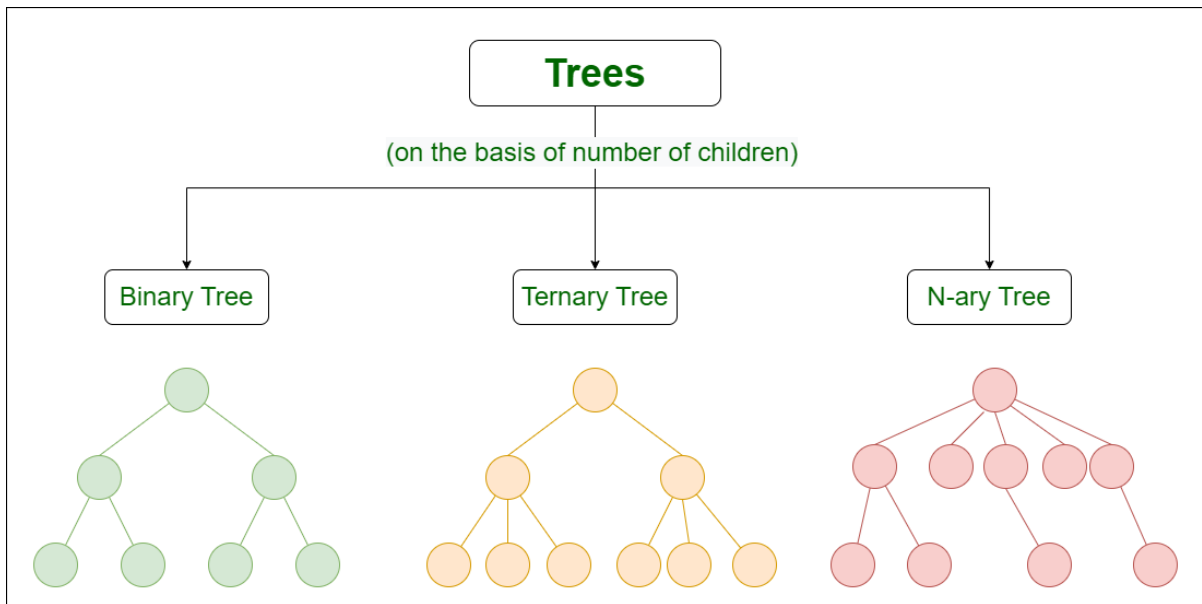 Trees
(on the basis of number of children)
Binary Tree
Ternary Tree
N-ary Tree